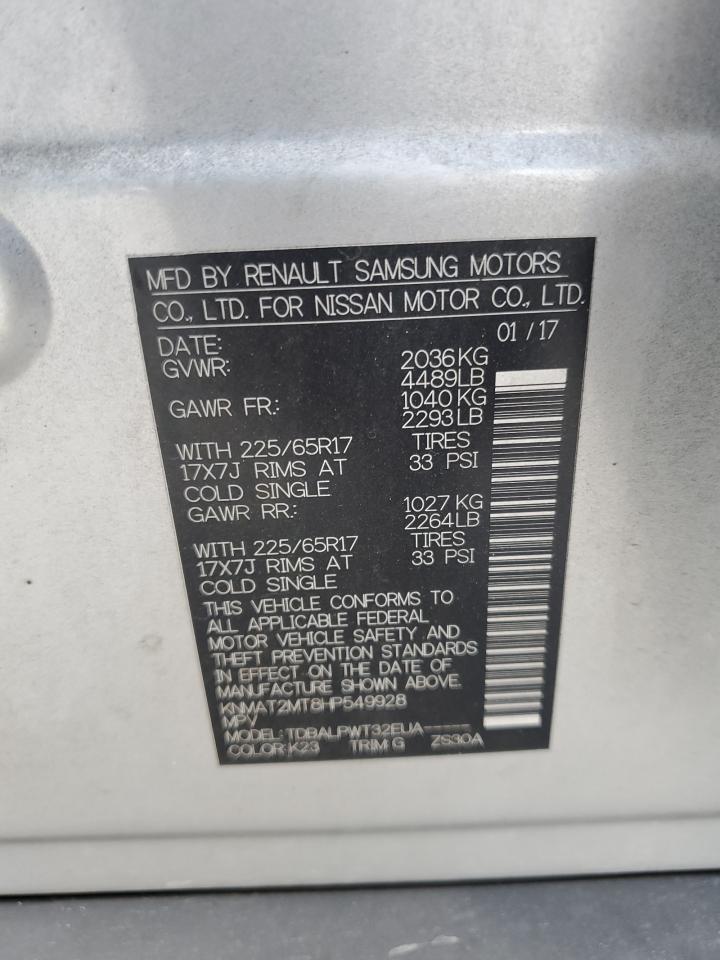 MFD BY RENAULT SAMSUNG MOTORS
CO., LTD. FOR NISSAN MOTOR CO., LTD.
DATE: 01 / 17
GVWR: 2036KG
4489LB
GAWR FR.: 1040KG
2293LB
WITH 225/65R17 TIRES
17X7J RIMS AT 33 PSI
COLD SINGLE
GAWR RR.: 1027KG
2264LB
WITH 225/65R17 TIRES
17X7J RIMS AT 33 PSI
COLD SINGLE
THIS VEHICLE CONFORMS TO
ALL APPLICABLE FEDERAL
MOTOR VEHICLE SAFETY AND
THEFT PREVENTION STANDARDS
IN EFFECT ON THE DATE OF
MANUFACTURE SHOWN ABOVE.
KNMAT2MT8HP549928
MPV
MODEL: TDBALPWT32EUA------
COLOR: K23 TRIM: G ZS30A